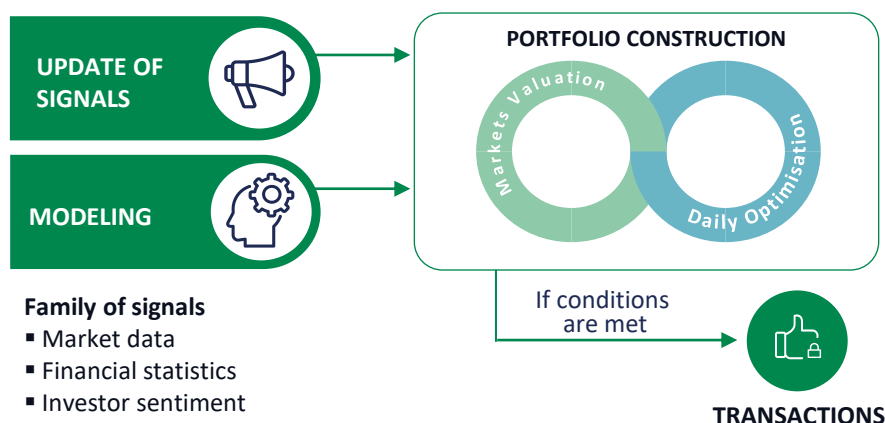 UPDATE OF
SIGNALS
MODELING
Family of signals
▪ Market data
▪ Financial statistics
▪ Investor sentiment
PORTFOLIO CONSTRUCTION
Markets Valuation
Daily Optimisation
If conditions
are met
TRANSACTIONS